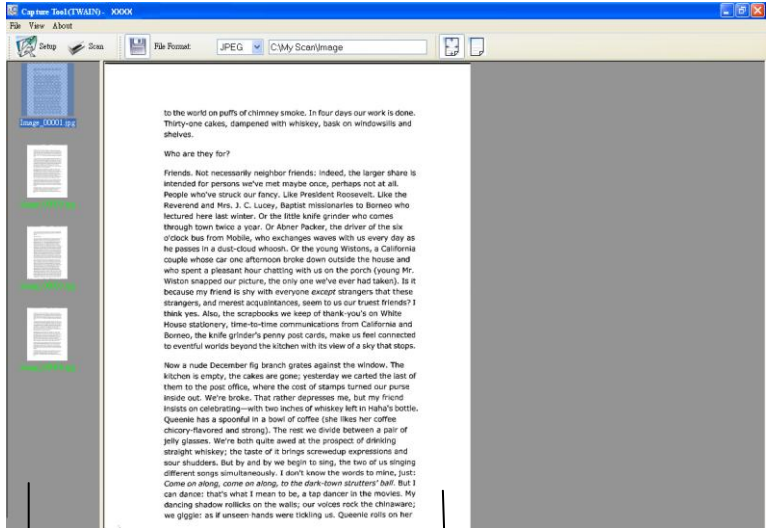 Capture Tool(TWAIN)- XXXX
File View About
Setup Scan File Format: JPEG C:\My Scan\Image
Image_00001.jpg
to the world on puffs of chimney smoke. In four days our work is done.
Thirty-one cakes, dampened with whiskey, bask on windowsills and
shelves.
Who are they for?
Friends. Not necessarily neighbor friends: indeed, the larger share is
intended for persons we've met maybe once, perhaps not at all.
People who've struck our fancy. Like President Roosevelt. Like the
Reverend and Mrs. J. C. Lucey, Baptist missionaries to Borneo who
lectured here last winter. Or the little knife grinder who comes
through town twice a year. Or Abner Packer, the driver of the six
o'clock bus from Mobile, who exchanges waves with us every day as
he passes in a dust-cloud whoosh. Or the young Wistons, a California
couple whose car one afternoon broke down outside the house and
who spent a pleasant hour chatting with us on the porch (young Mr.
Wiston snapped our picture, the only one we've ever had taken). Is it
because my friend is shy with everyone except strangers that these
strangers, and merest acquaintances, seem to us our truest friends? I
think yes. Also, the scrapbooks we keep of thank-you's on White
House stationery, time-to-time communications from California and
Borneo, the knife grinder's penny post cards, make us feel connected
to eventful worlds beyond the kitchen with its view of a sky that stops.
Now a nude December fig branch grates against the window. The
kitchen is empty, the cakes are gone; yesterday we carted the last of
them to the post office, where the cost of stamps turned our purse
inside out. We're broke. That rather depresses me, but my friend
insists on celebrating—with two inches of whiskey left in Haha's bottle.
Queenie has a spoonful in a bowl of coffee (she likes her coffee
chicory-flavored and strong). The rest we divide between a pair of
jelly glasses. We're both quite awed at the prospect of drinking
straight whiskey; the taste of it brings screwedup expressions and
sour shudders. But by and by we begin to sing, the two of us singing
different songs simultaneously. I don't know the words to mine, just:
Come on along, come on along, to the dark-town strutters' ball. But I
can dance: that's what I mean to be, a tap dancer in the movies. My
dancing shadow rollicks on the walls; our voices rock the chinaware;
we giggle: as if unseen hands were tickling us. Queenie rolls on her